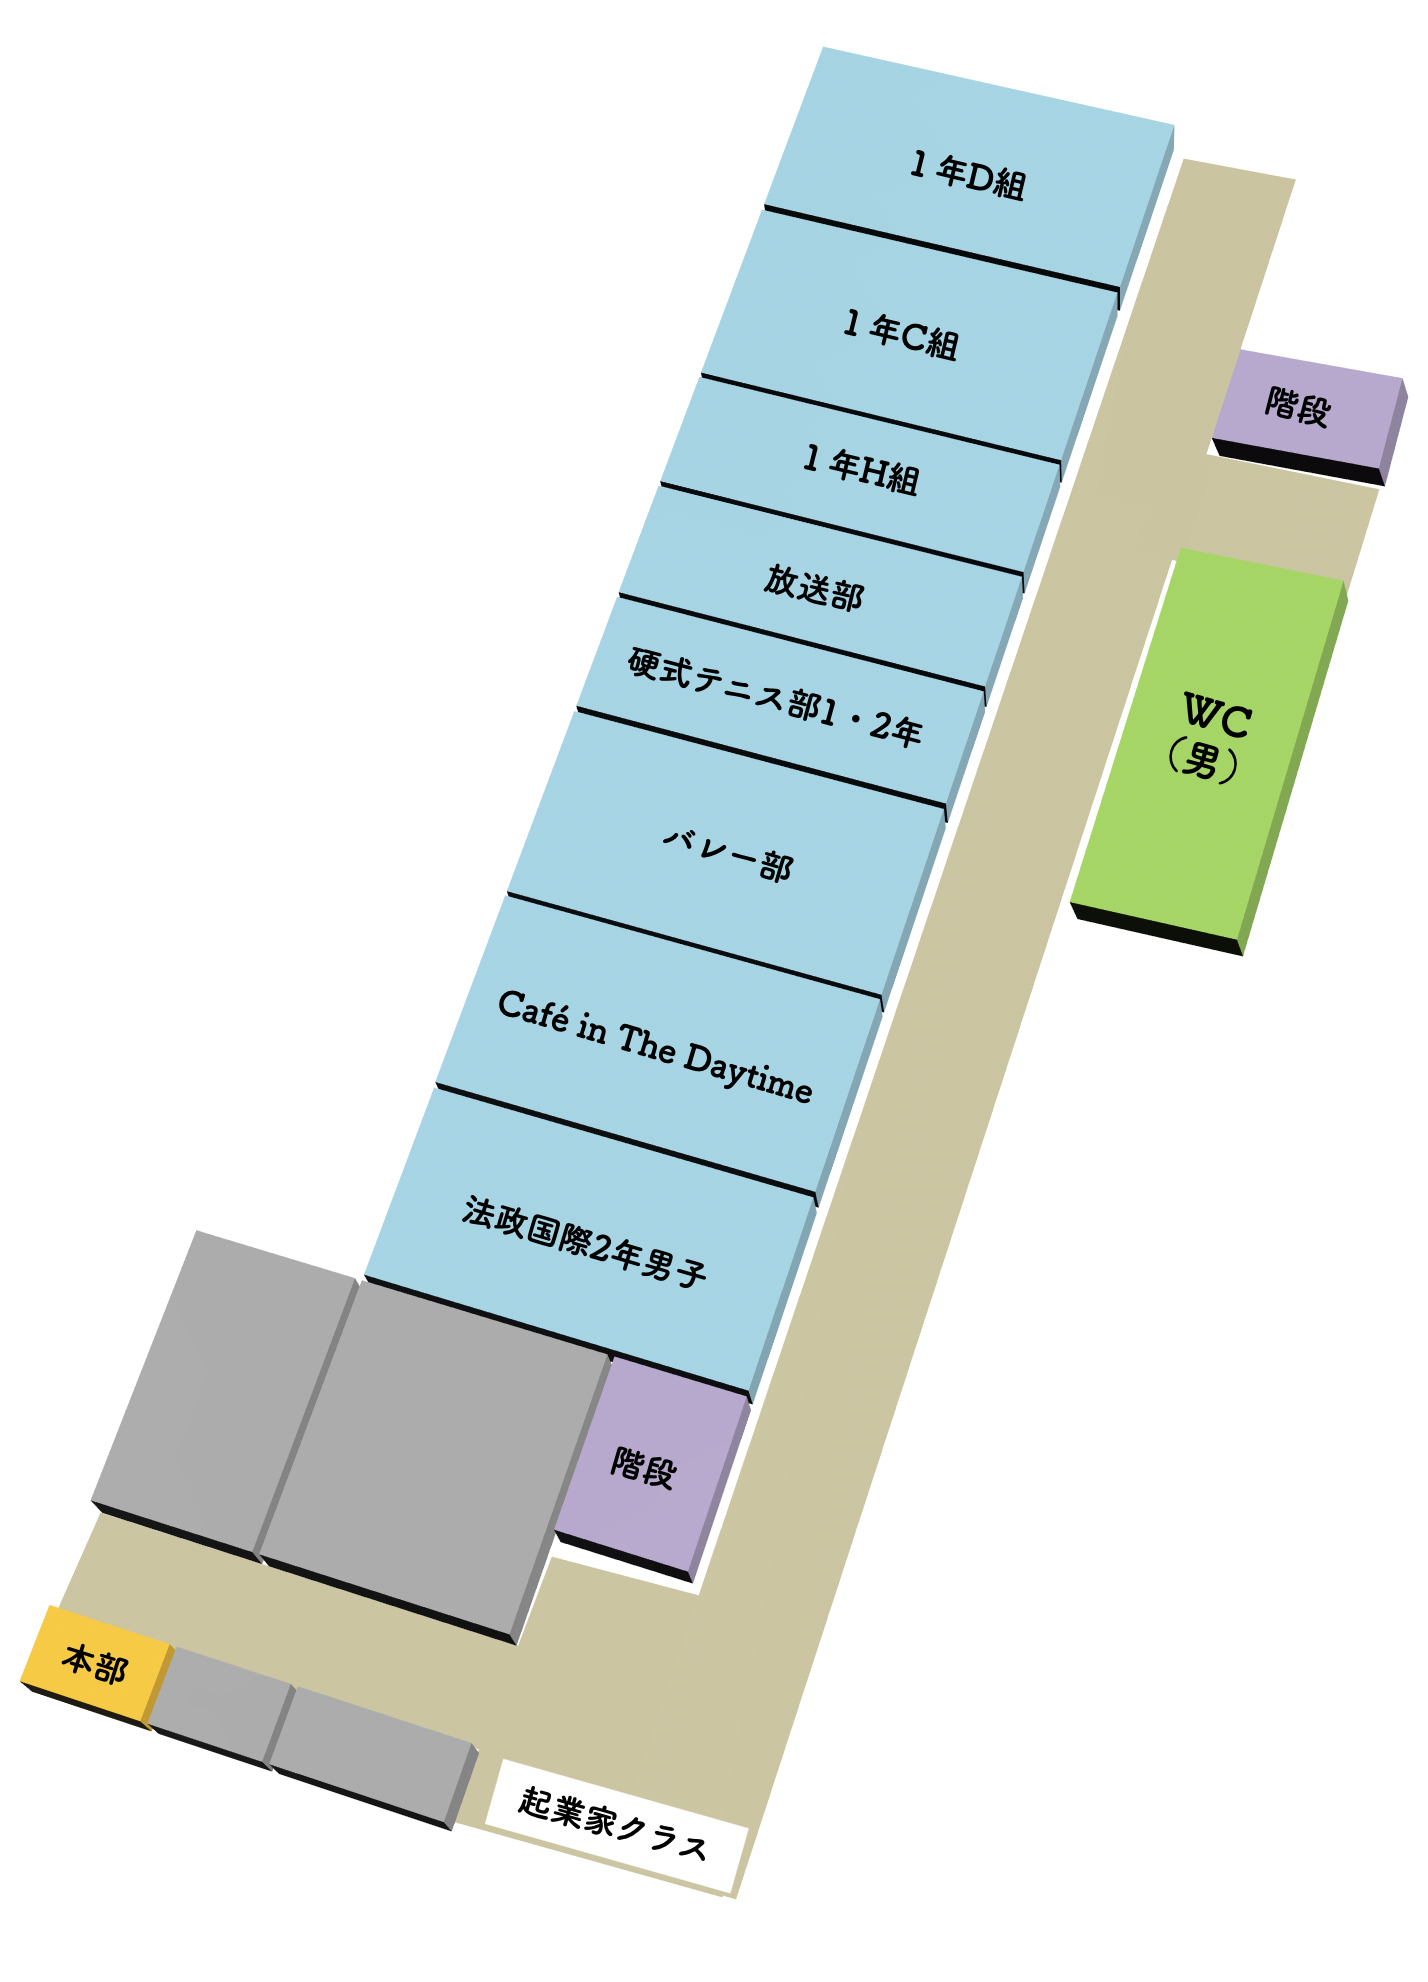 1年D組
1年C組
階段
1年H組
放送部
硬式テニス部1・2年
WC
（男）
バレー部
Café in The Daytime
法政国際2年男子
階段
本部
起業家クラス